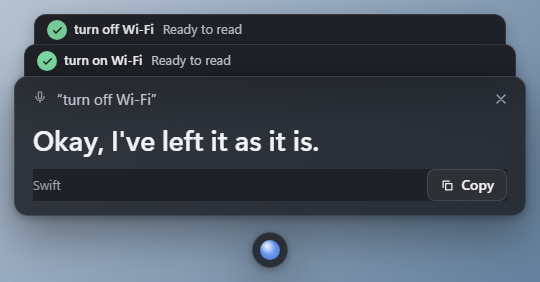 turn off Wi-Fi Ready to read
turn on Wi-Fi Ready to read
"turn off Wi-Fi"
Okay, I've left it as it is.
Swift
Copy